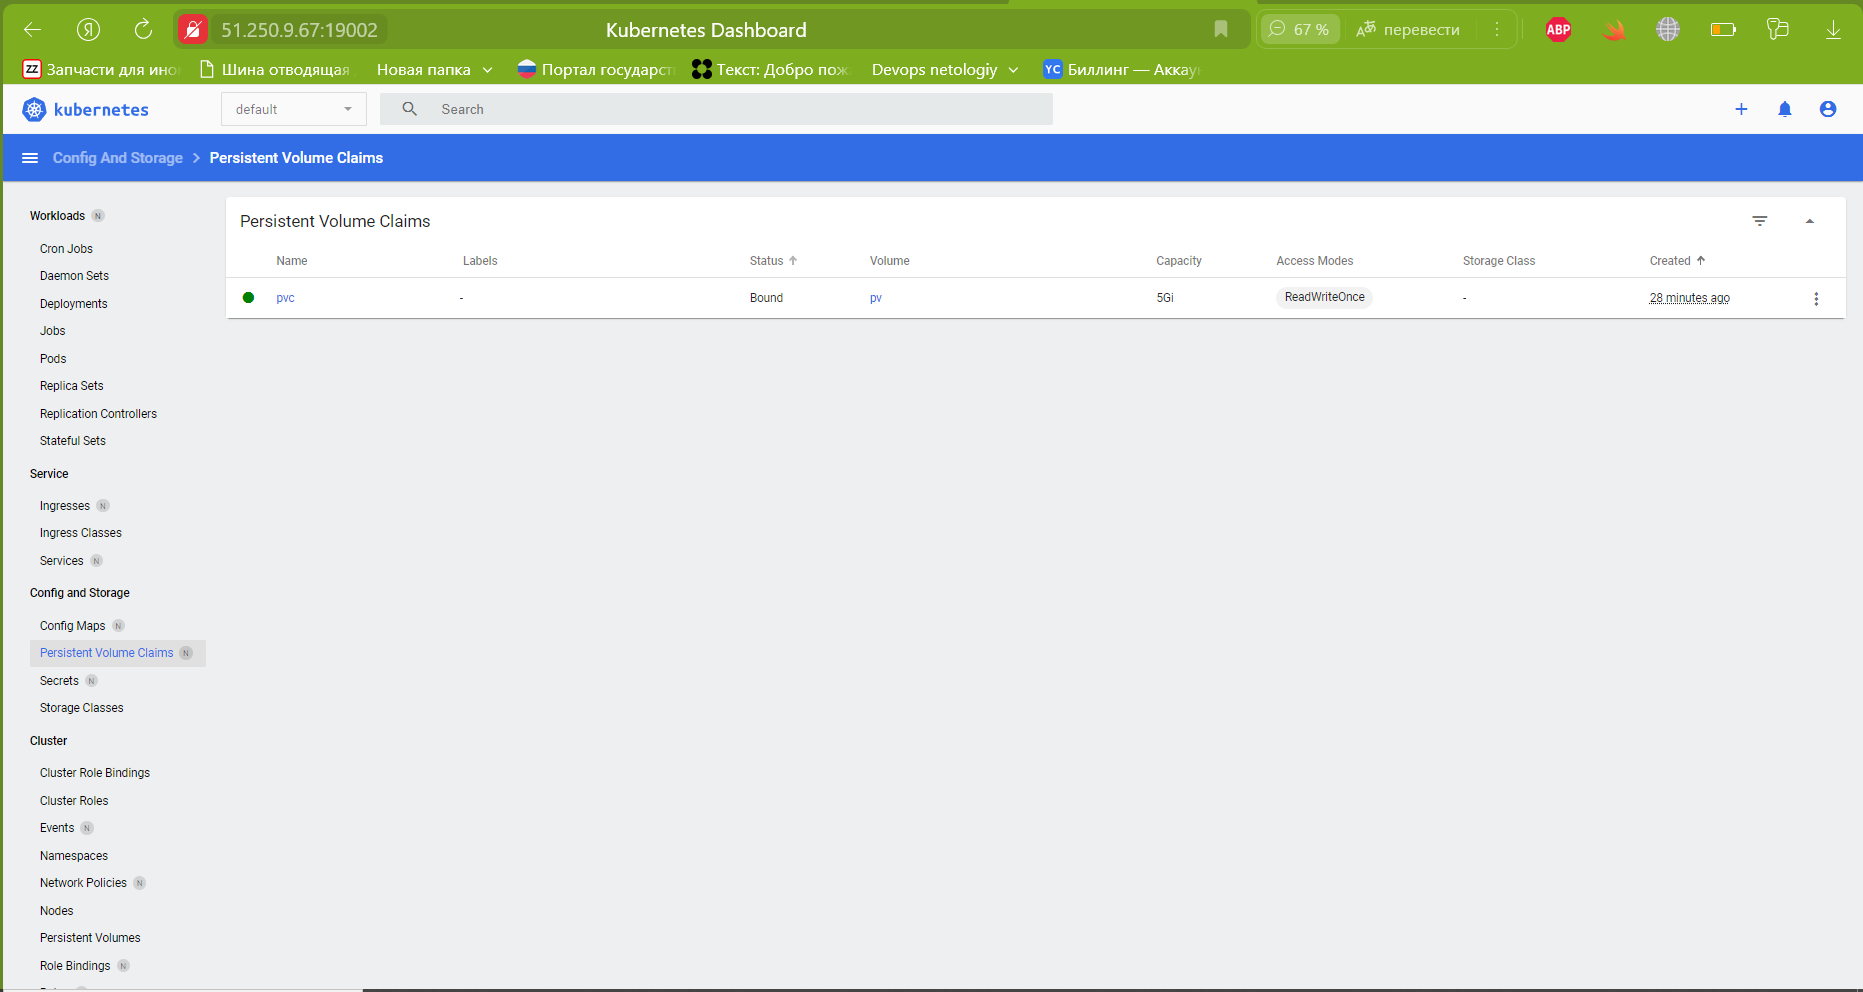 51.250.9.67:19002
Kubernetes Dashboard
67 %
перевести
ABP
ZZ Запчасти для ино
Шина отводящая
Новая папка
Портал государст
Текст: Добро пож
Devops netologiy
YC Биллинг — Аккау
kubernetes
default
Search
Config And Storage > Persistent Volume Claims
Workloads N
Cron Jobs
Daemon Sets
Deployments
Jobs
Pods
Replica Sets
Replication Controllers
Stateful Sets
Service
Ingresses N
Ingress Classes
Services N
Config and Storage
Config Maps N
Persistent Volume Claims N
Secrets N
Storage Classes
Cluster
Cluster Role Bindings
Cluster Roles
Events N
Namespaces
Network Policies N
Nodes
Persistent Volumes
Role Bindings N
Persistent Volume Claims
Name Labels Status Volume Capacity Access Modes Storage Class Created
pvc - Bound pv 5Gi ReadWriteOnce - 28 minutes ago